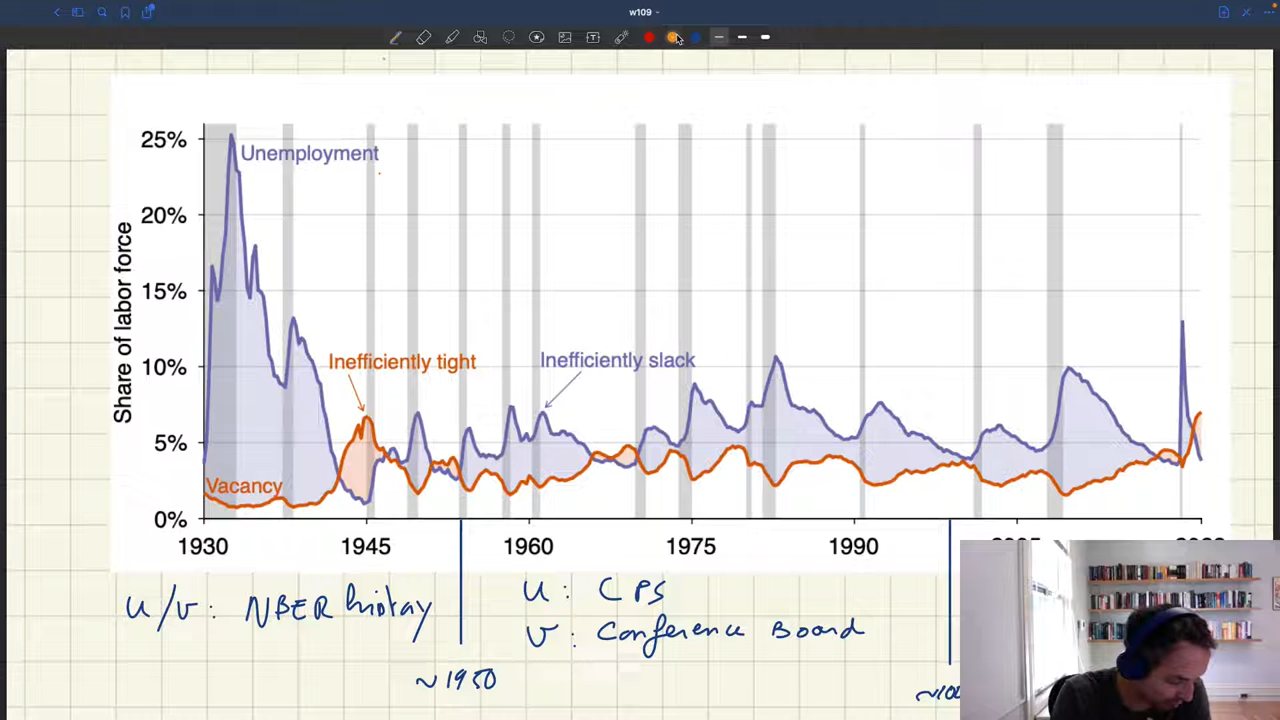 w109
25%
Unemployment
20%
15%
10%
5%
0%
Share of labor force
Inefficiently tight
Inefficiently slack
Vacancy
1930 1945 1960 1975 1990
u/v: NBER history
u: CPS
v: Conference Board
~1950